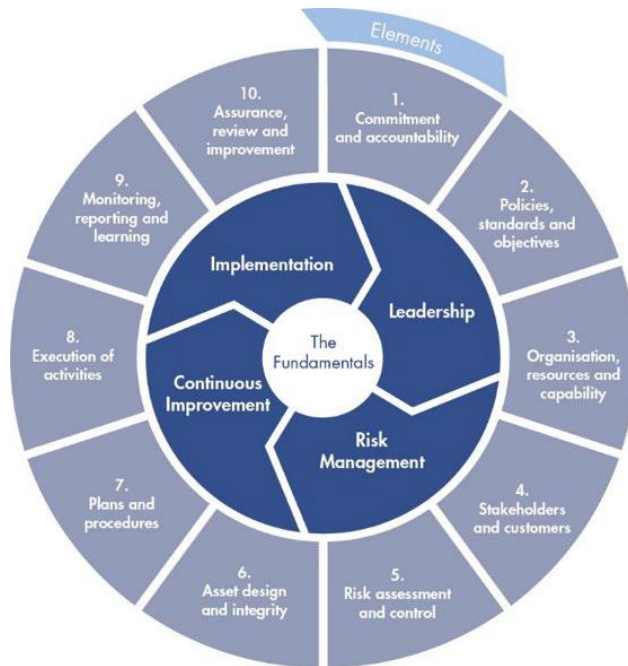 Elements
1.
Commitment
and accountability
2.
Policies,
standards and
objectives
3.
Organisation,
resources and
capability
4.
Stakeholders
and customers
5.
Risk assessment
and control
6.
Asset design
and integrity
7.
Plans and
procedures
8.
Execution of
activities
9.
Monitoring,
reporting and
learning
10.
Assurance,
review and
improvement
The
Fundamentals
Leadership
Risk
Management
Continuous
Improvement
Implementation